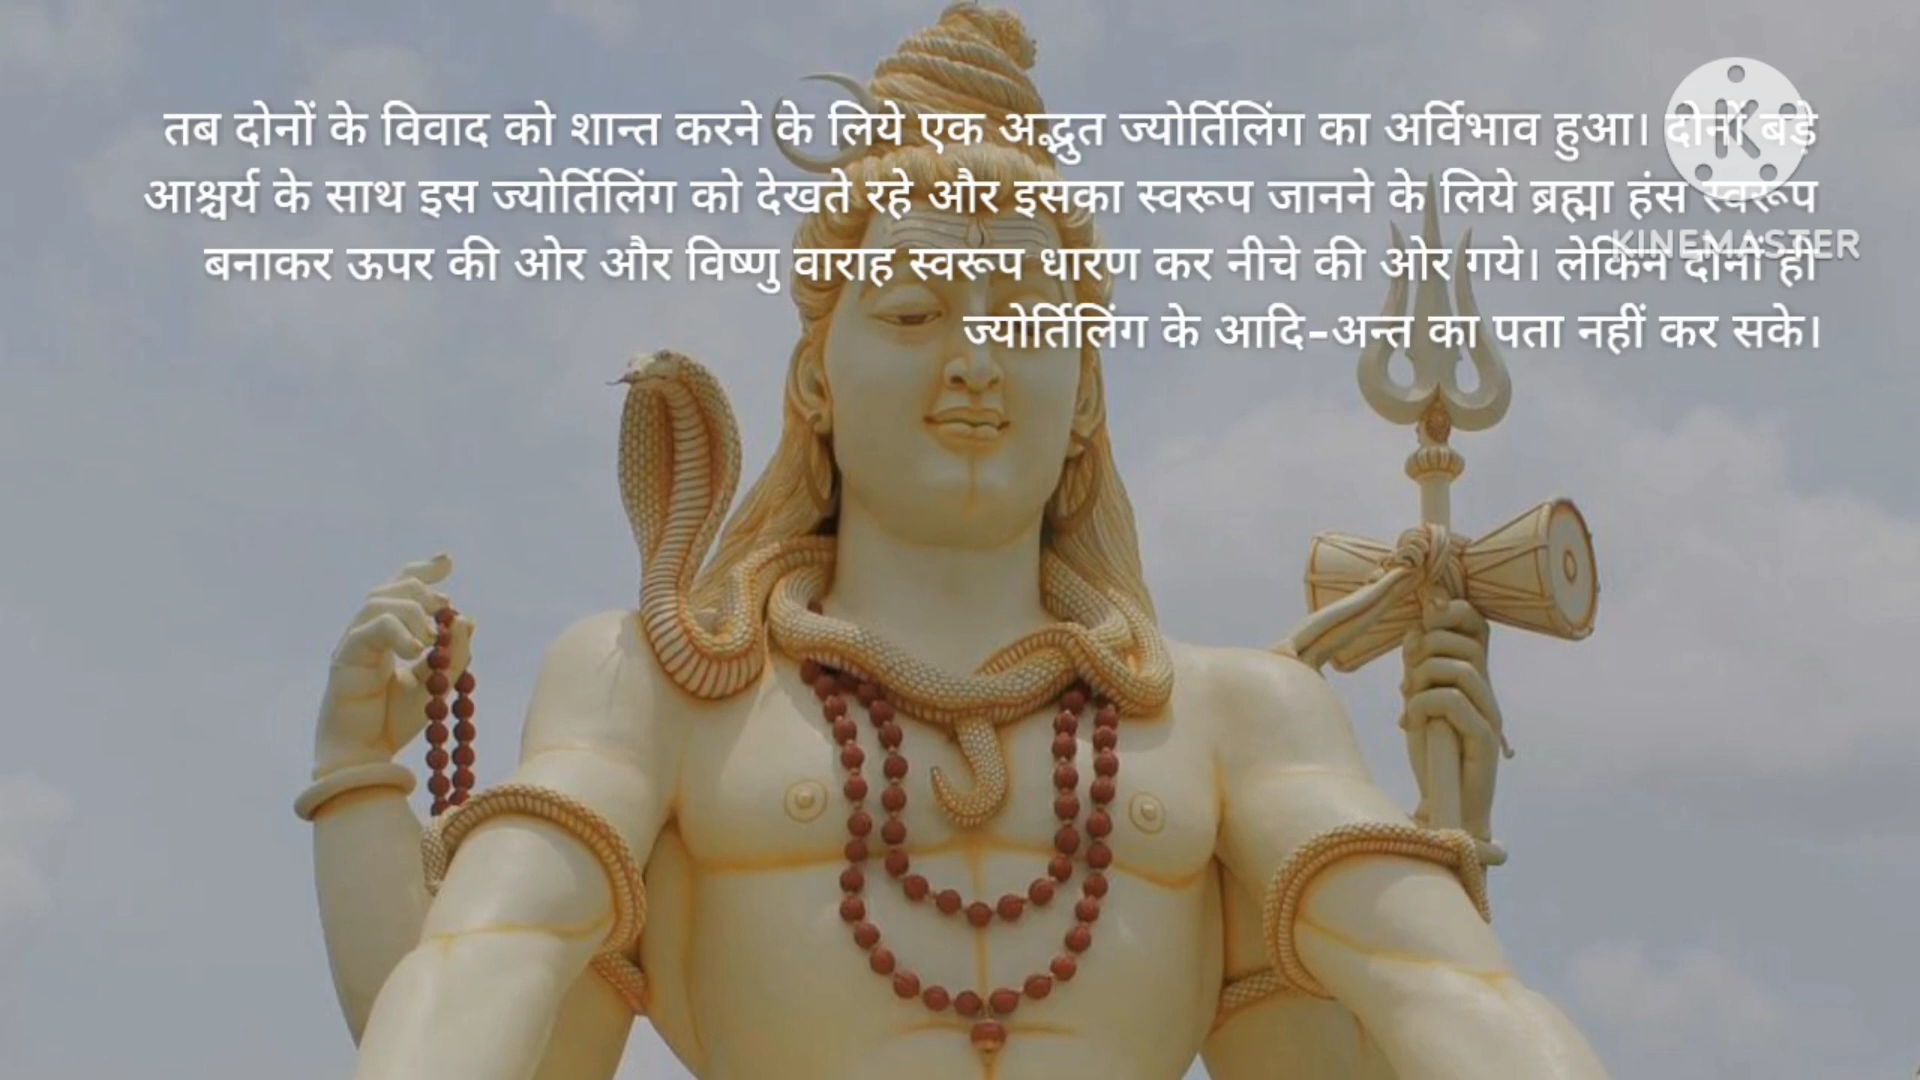 तब दोनों के विवाद को शान्त करने के लिये एक अद्भुत ज्योर्तिलिंग का अर्विभाव हुआ। दोनों बड़े
आश्चर्य के साथ इस ज्योर्तिलिंग को देखते रहे और इसका स्वरूप जानने के लिये ब्रह्मा हंस स्वरूप
बनाकर ऊपर की ओर और विष्णु वाराह स्वरूप धारण कर नीचे की ओर गये। लेकिन दोनों ही
ज्योर्तिलिंग के आदि-अन्त का पता नहीं कर सके।
K
KINEMASTER